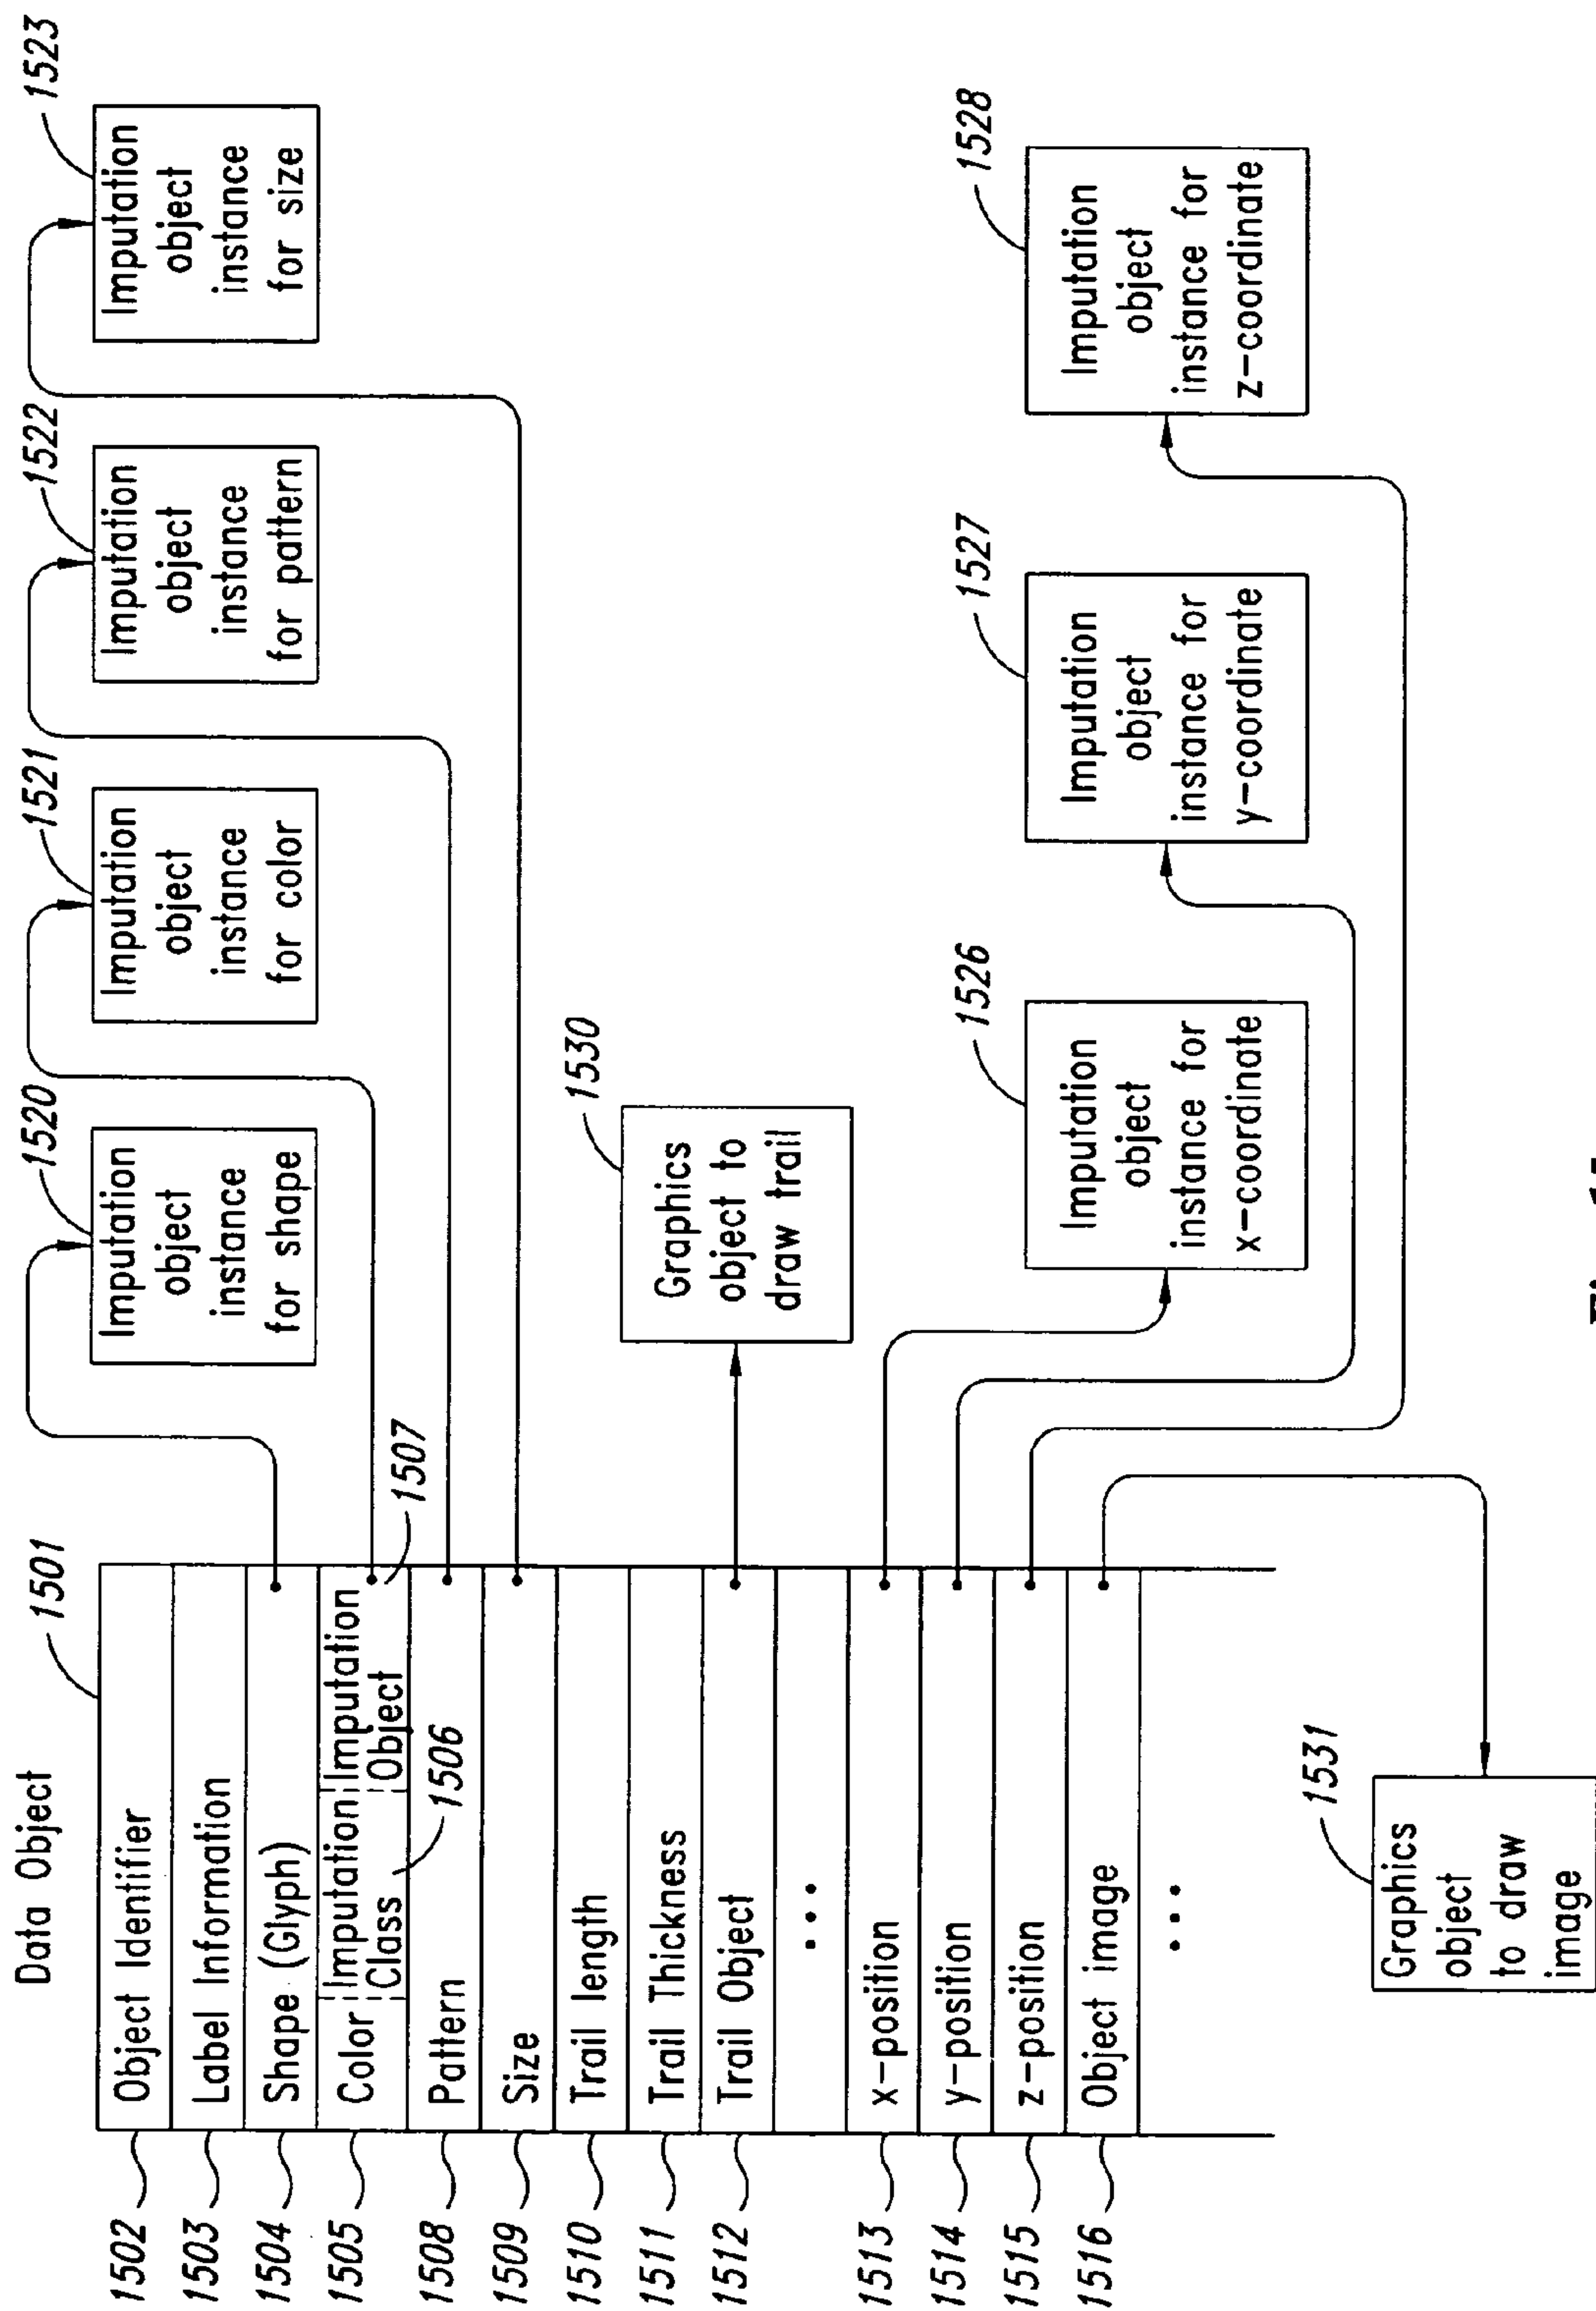 Data Object
1501
1502
Object Identifier
1503
Label Information
1504
Shape (Glyph)
1505
Color
Imputation
Class
Imputation
Object
1506
1507
1508
Pattern
1509
Size
1510
Trail length
1511
Trail Thickness
1512
Trail Object
...
1513
x-position
1514
y-position
1515
z-position
1516
Object image
...
1520
Imputation
object
instance
for shape
1521
Imputation
object
instance
for color
1522
Imputation
object
instance
for pattern
1523
Imputation
object
instance
for size
1530
Graphics
object to
draw trail
1526
Imputation
object
instance for
x-coordinate
1527
Imputation
object
instance for
y-coordinate
1528
Imputation
object
instance for
z-coordinate
1531
Graphics
object
to draw
image